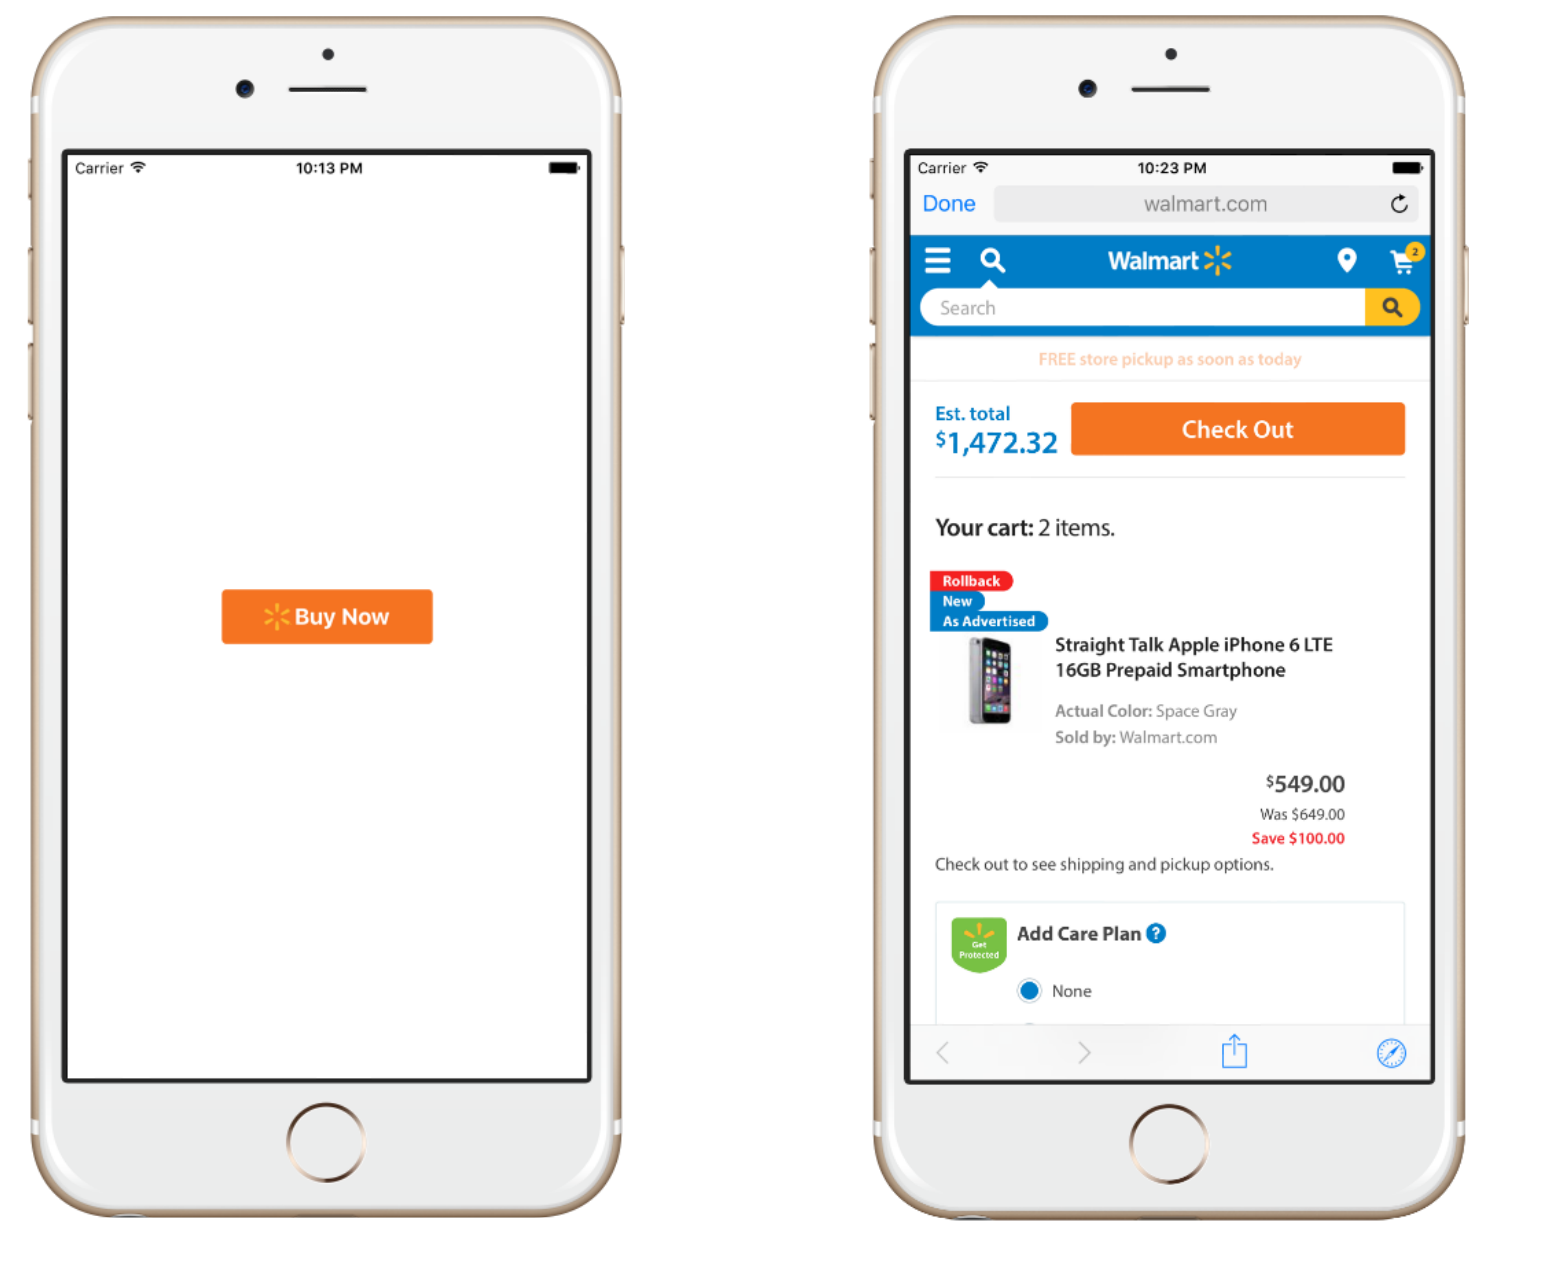 Carrier 10:13 PM
Buy Now
Carrier 10:23 PM
Done walmart.com
Walmart 2
Search
FREE store pickup as soon as today
Est. total
$1,472.32
Check Out
Your cart: 2 items.
Rollback
New
As Advertised
Straight Talk Apple iPhone 6 LTE
16GB Prepaid Smartphone
Actual Color: Space Gray
Sold by: Walmart.com
$549.00
Was $649.00
Save $100.00
Check out to see shipping and pickup options.
Get
Protected
Add Care Plan ?
None